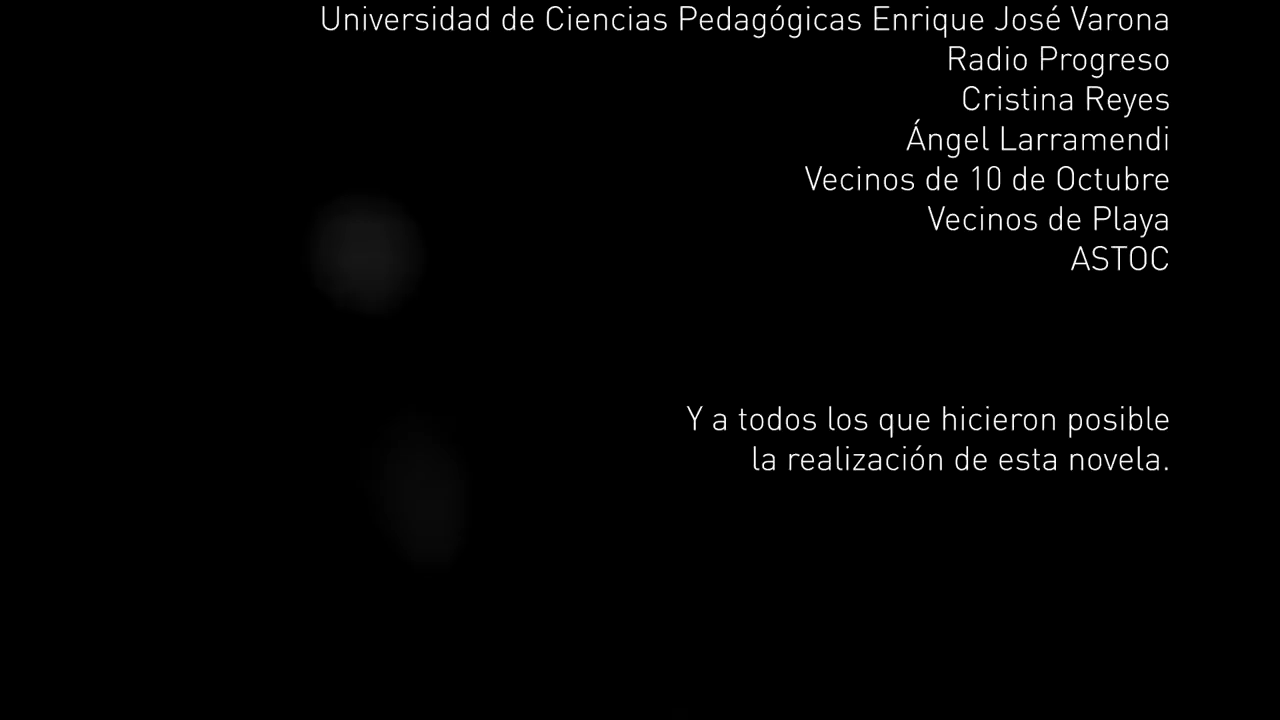 Universidad de Ciencias Pedagógicas Enrique José Varona
Radio Progreso
Cristina Reyes
Ángel Larramendi
Vecinos de 10 de Octubre
Vecinos de Playa
ASTOC
Y a todos los que hicieron posible
la realización de esta novela.